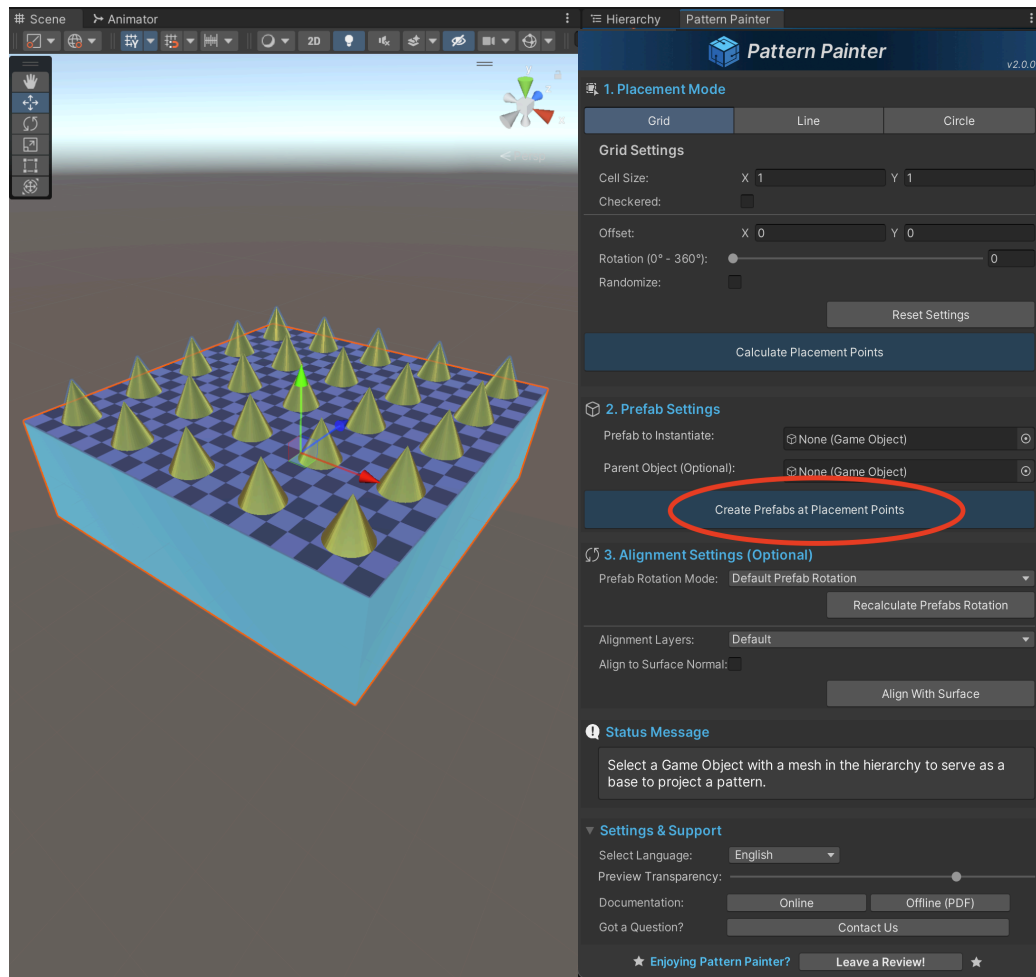 Scene Animator
2D
Hierarchy Pattern Painter
Pattern Painter
v2.0.0
1. Placement Mode
Grid Line Circle
Grid Settings
Cell Size: X 1 Y 1
Checkered:
Offset: X 0 Y 0
Rotation (0° - 360°): 0
Randomize:
Reset Settings
Calculate Placement Points
2. Prefab Settings
Prefab to Instantiate: None (Game Object)
Parent Object (Optional): None (Game Object)
Create Prefabs at Placement Points
3. Alignment Settings (Optional)
Prefab Rotation Mode: Default Prefab Rotation
Recalculate Prefabs Rotation
Alignment Layers: Default
Align to Surface Normal:
Align With Surface
Status Message
Select a Game Object with a mesh in the hierarchy to serve as a
base to project a pattern.
Settings & Support
Select Language: English
Preview Transparency:
Documentation: Online Offline (PDF)
Got a Question? Contact Us
Enjoying Pattern Painter? Leave a Review!